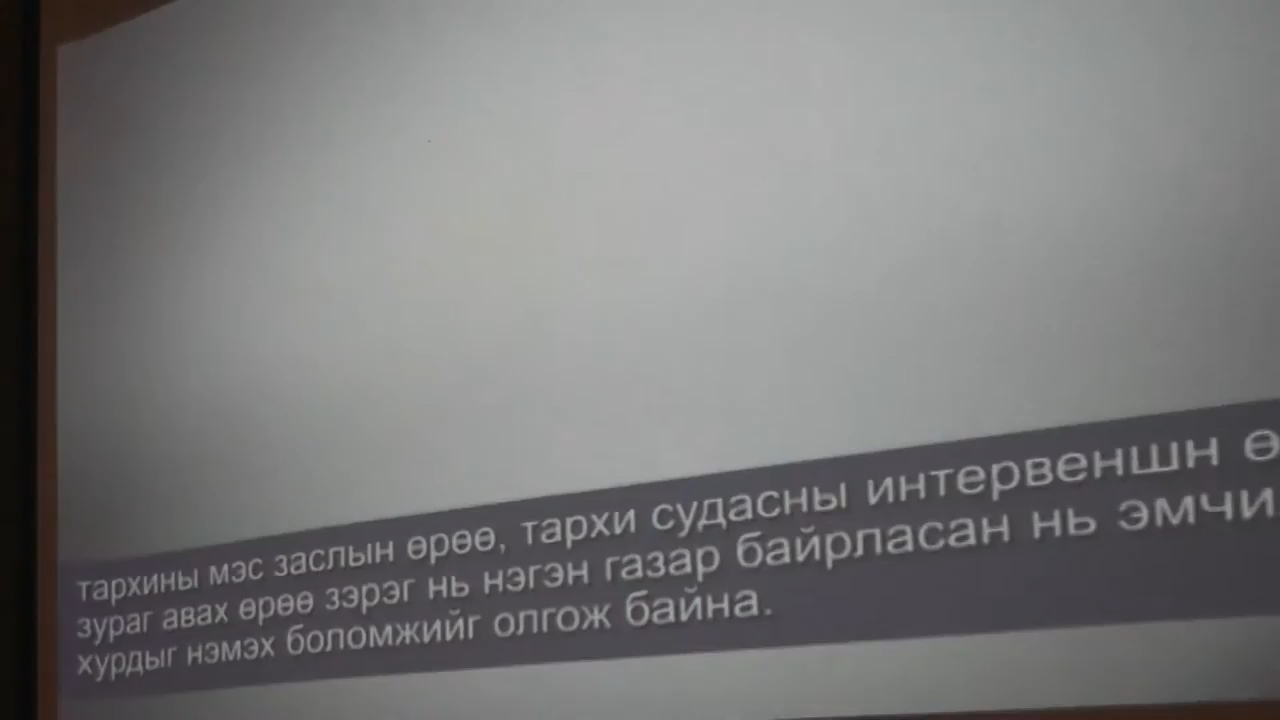 тархины мэс заслын өрөө, тархи судасны интервеншн
зураг авах өрөө зэрэг нь нэгэн газар байрласан нь
хурдыг нэмэх боломжийг олгож байна.